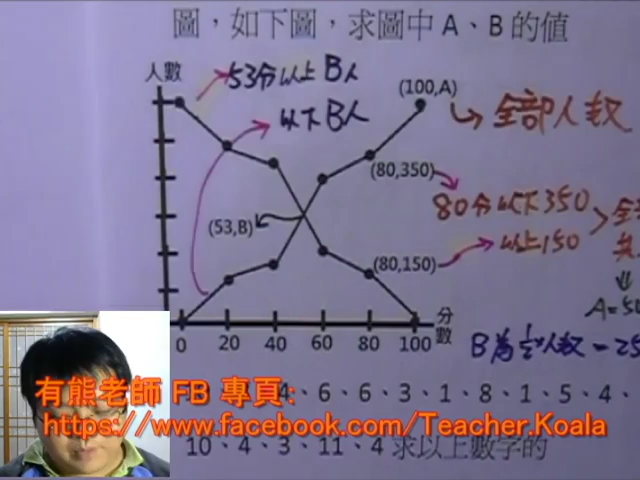 圖，如下圖，求圖中 A、B 的值
人數
53分以上 B人
以下 B人
(100,A)
全部人数
(80,350)
80分以下350
全
(53,B)
以上150
共
(80,150)
A=50
分
數
0 20 40 60 80 100
B為½人数=25
有熊老師 FB 專頁：
4、6、6、3、1、8、1、5、4、
https://www.facebook.com/Teacher.Koala
10、4、3、11、4 求以上數字的